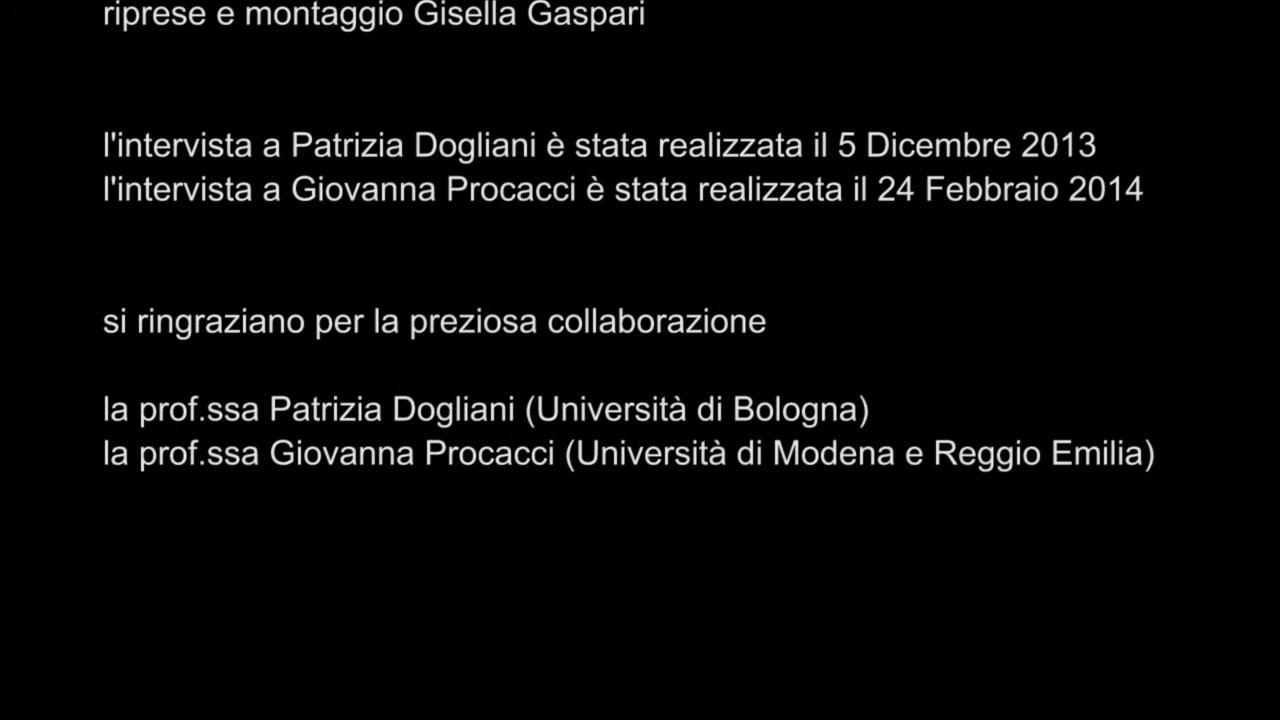 riprese e montaggio Gisella Gaspari
l'intervista a Patrizia Dogliani è stata realizzata il 5 Dicembre 2013
l'intervista a Giovanna Procacci è stata realizzata il 24 Febbraio 2014
si ringraziano per la preziosa collaborazione
la prof.ssa Patrizia Dogliani (Università di Bologna)
la prof.ssa Giovanna Procacci (Università di Modena e Reggio Emilia)